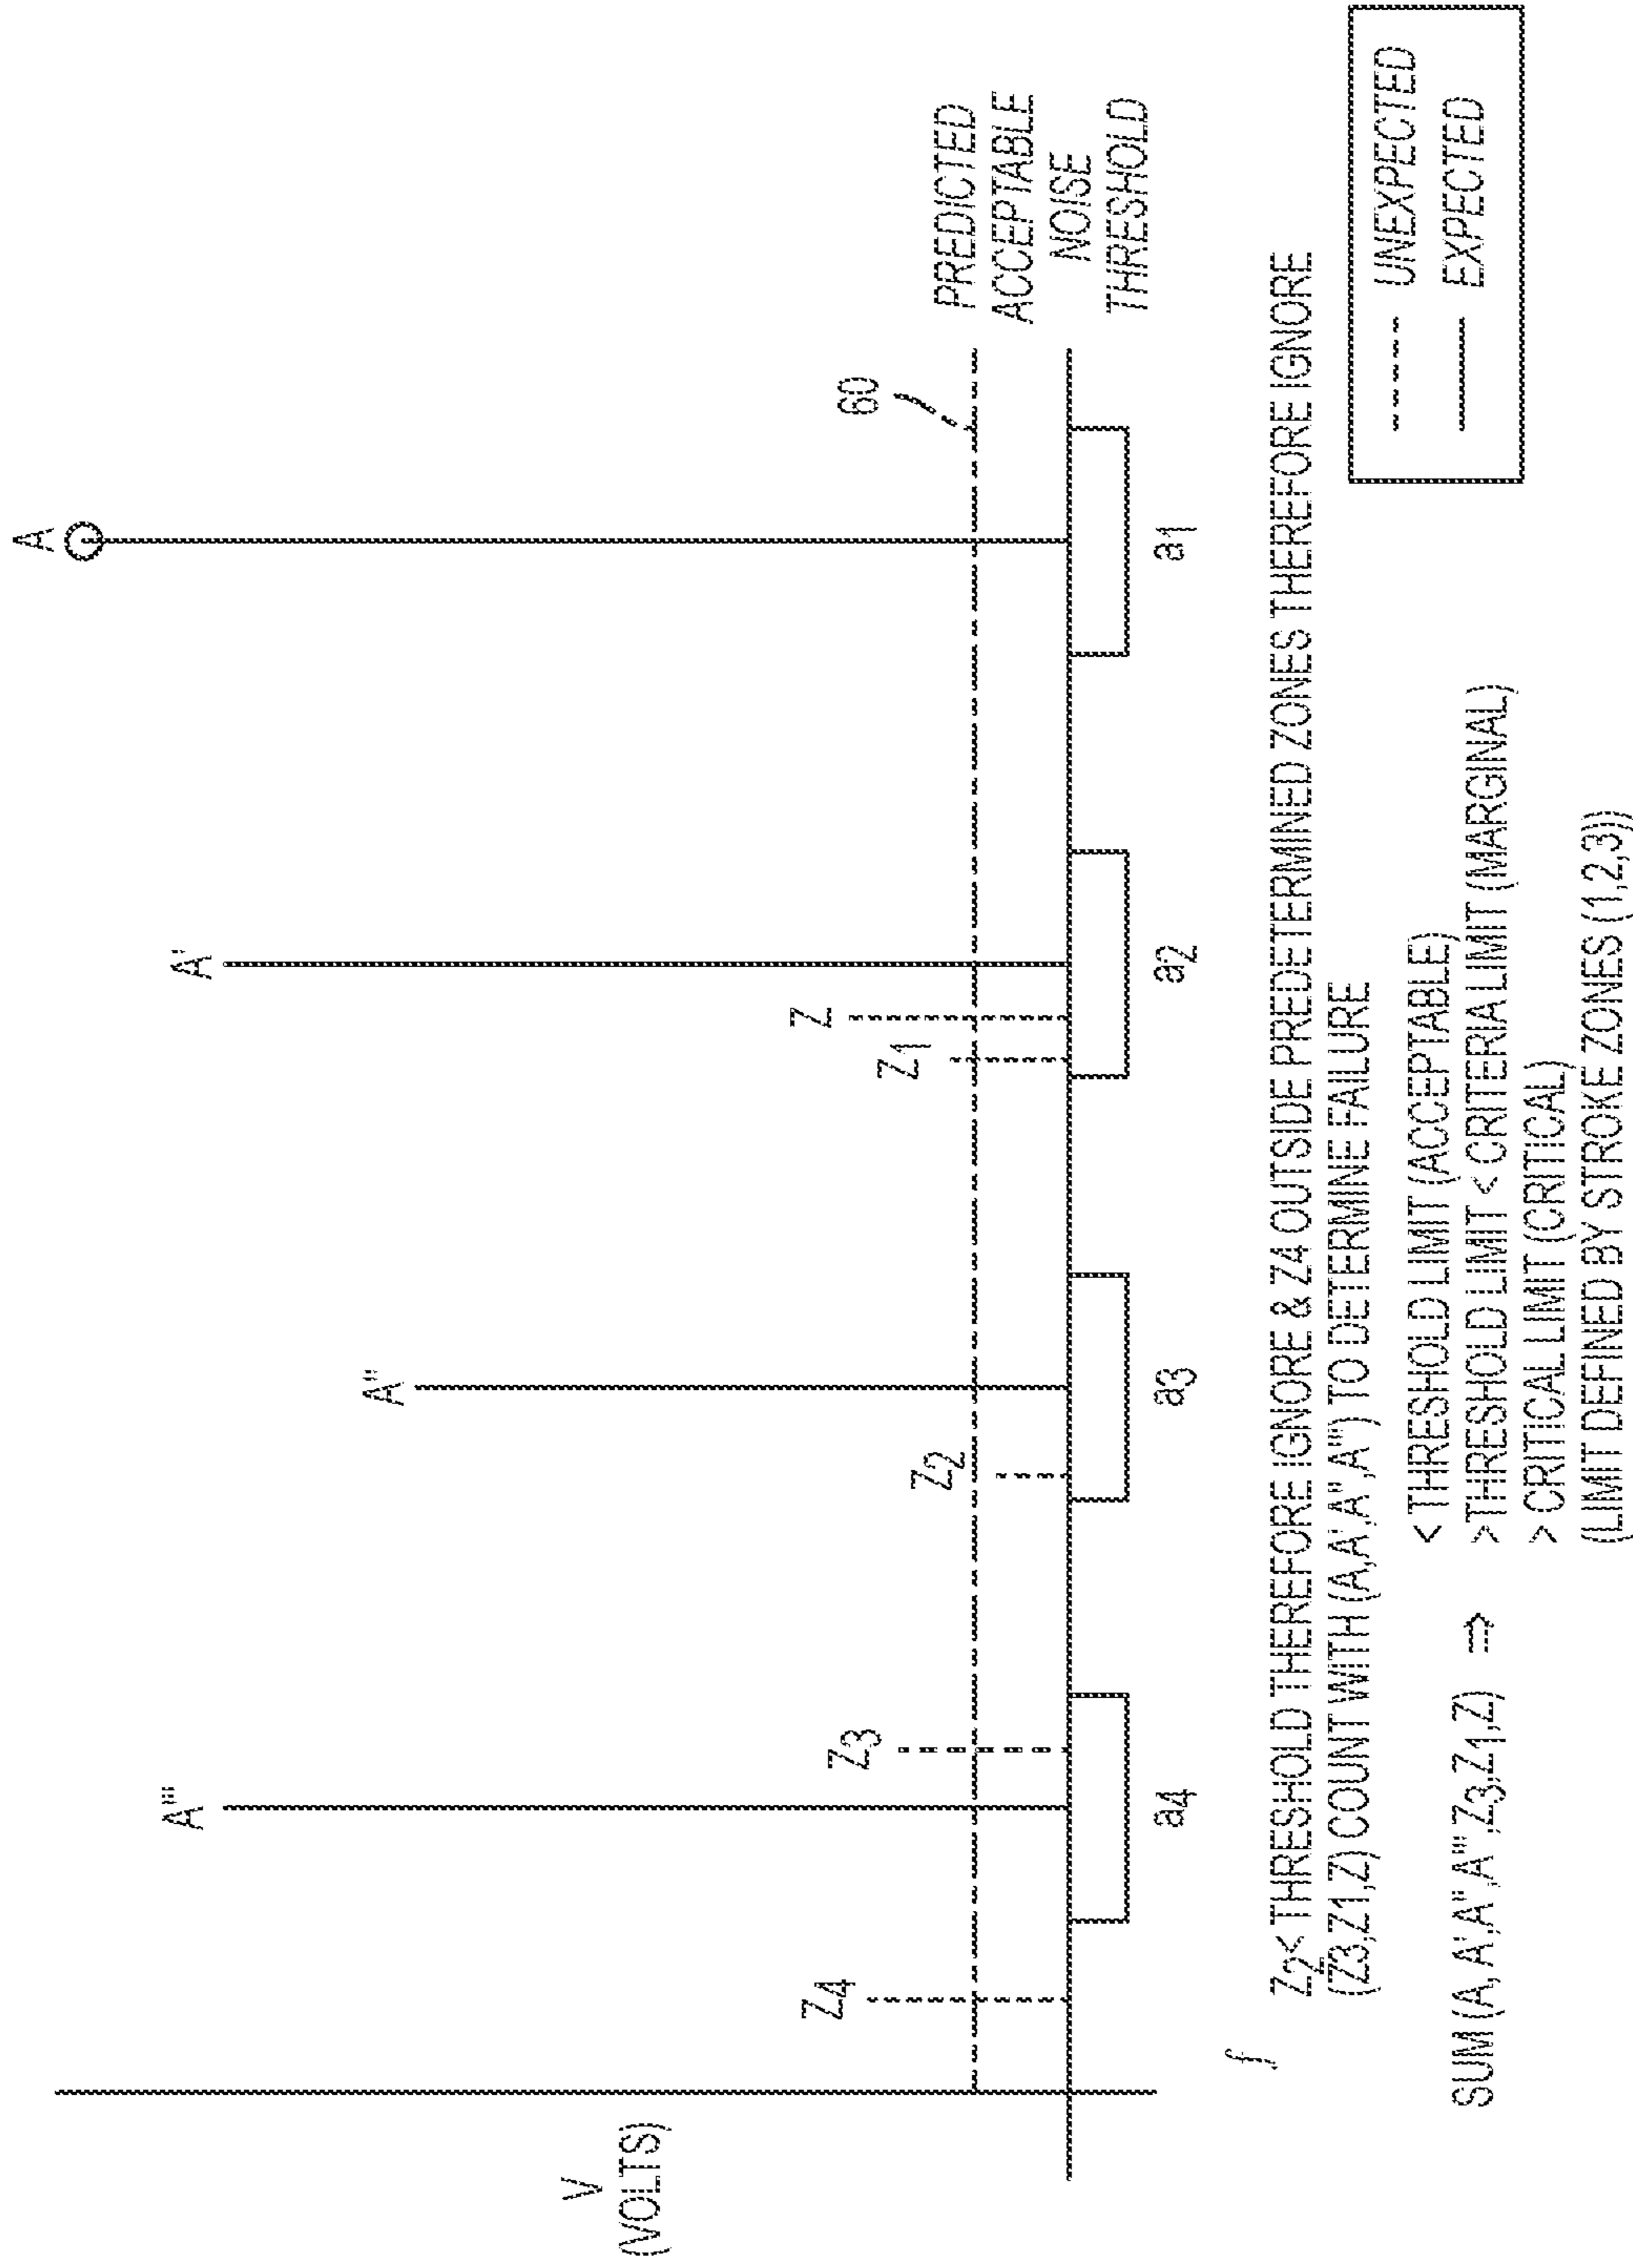 V
(VOLTS)
A
A'
A"
A"'
Z
Z1
Z2
Z3
Z4
60
PREDICTED
ACCEPTABLE
NOISE
THRESHOLD
a4
a3
a2
a1
f
Z2< THRESHOLD THEREFORE IGNORE & Z4 OUTSIDE PREDETERMINED ZONES THEREFORE IGNORE
(Z3,Z1,Z) COUNT WITH (A,A',A",A"') TO DETERMINE FAILURE
SUM (A, A',A",A"',Z3,Z1,Z) ⇒
< THRESHOLD LIMIT (ACCEPTABLE)
>THRESHOLD LIMIT < CRITERIA LIMIT (MARGINAL)
> CRITICAL LIMIT (CRITICAL)
(LIMIT DEFINED BY STROKE ZONES (1,2,3))
UNEXPECTED
EXPECTED